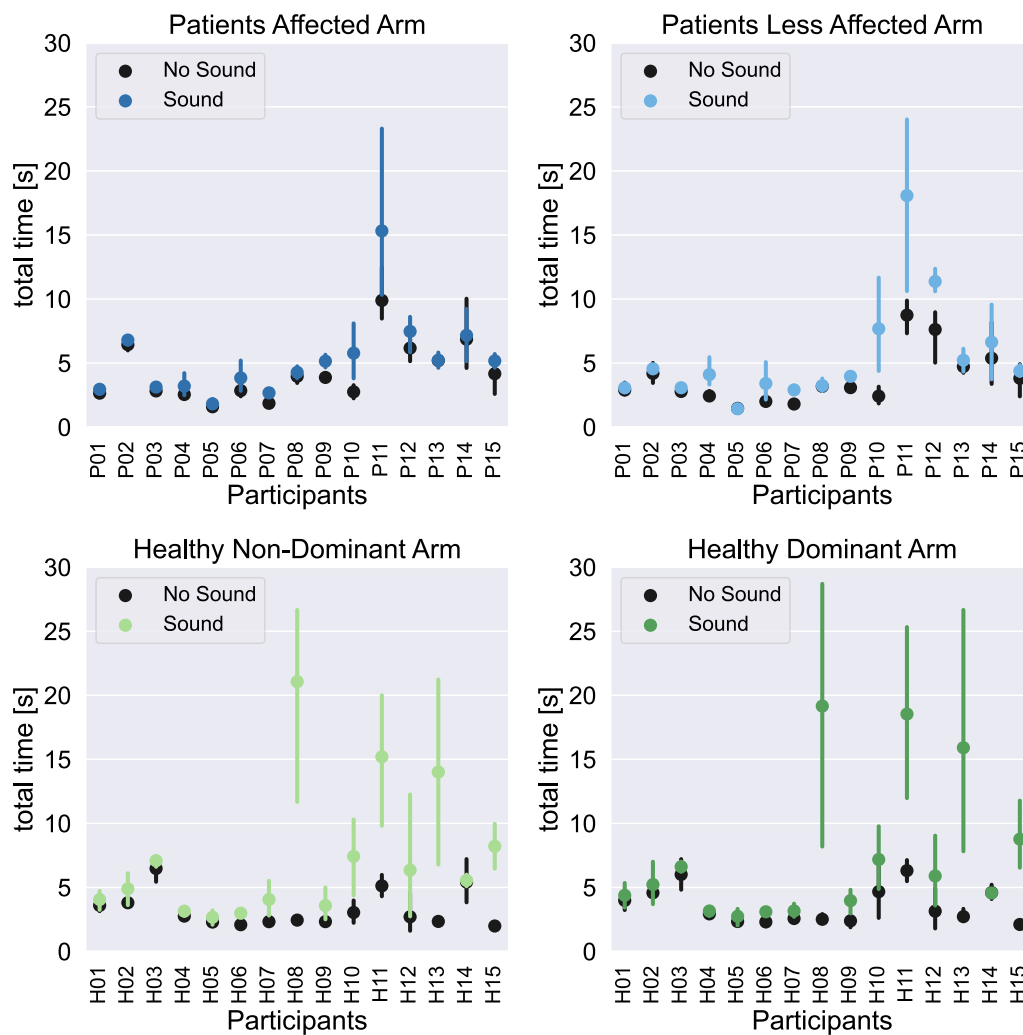 Patients Affected Arm
30
25
20
15
10
5
0
total time [s]
No Sound
Sound
P01 P02 P03 P04 P05 P06 P07 P08 P09 P10 P11 P12 P13 P14 P15
Participants
Patients Less Affected Arm
30
25
20
15
10
5
0
total time [s]
No Sound
Sound
P01 P02 P03 P04 P05 P06 P07 P08 P09 P10 P11 P12 P13 P14 P15
Participants
Healthy Non-Dominant Arm
30
25
20
15
10
5
0
total time [s]
No Sound
Sound
H01 H02 H03 H04 H05 H06 H07 H08 H09 H10 H11 H12 H13 H14 H15
Participants
Healthy Dominant Arm
30
25
20
15
10
5
0
total time [s]
No Sound
Sound
H01 H02 H03 H04 H05 H06 H07 H08 H09 H10 H11 H12 H13 H14 H15
Participants